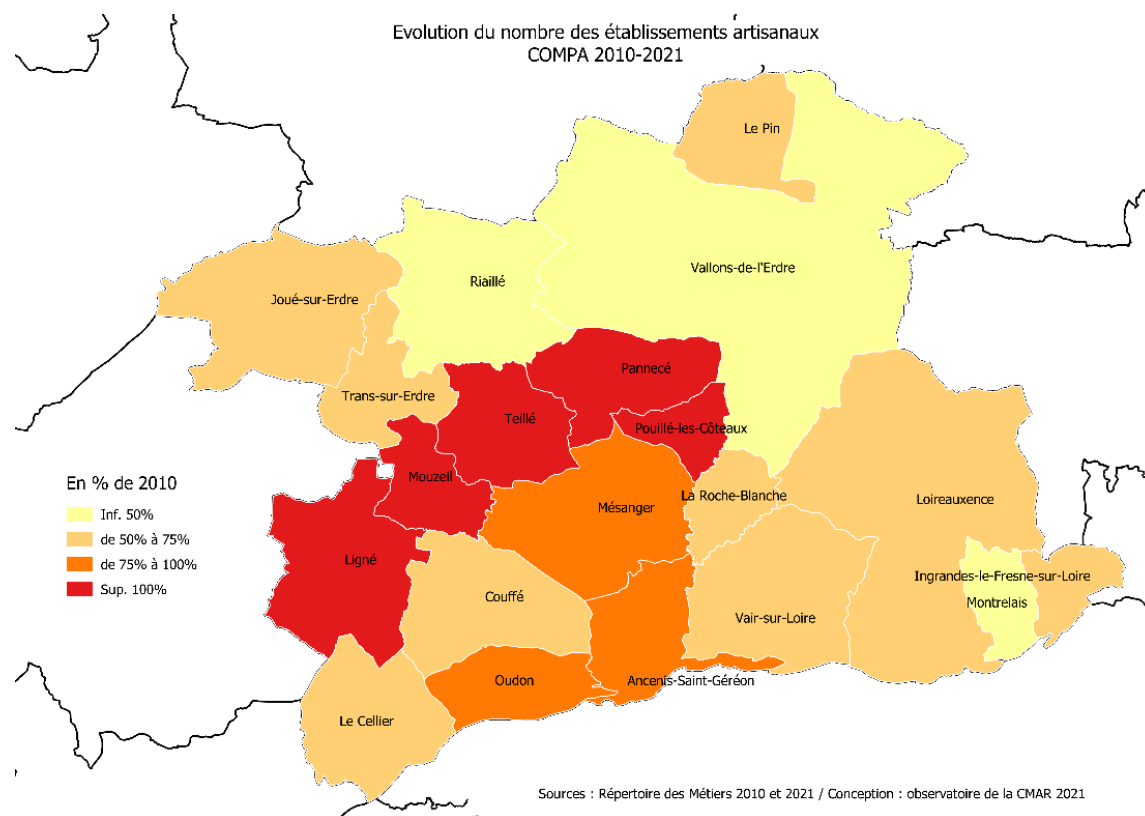 Evolution du nombre des établissements artisanaux
COMPA 2010-2021
Le Pin
Vallons-de-l'Erdre
Riaillé
Joué-sur-Erdre
Pannecé
Trans-sur-Erdre
Teillé
Pouillé-les-Côteaux
Mouzeil
La Roche-Blanche
Loireauxence
Mésanger
Ligné
Ingrandes-le-Fresne-sur-Loire
Couffé
Montrelais
Vair-sur-Loire
Oudon
Ancenis-Saint-Géréon
Le Cellier
En % de 2010
Inf. 50%
de 50% à 75%
de 75% à 100%
Sup. 100%
Sources : Répertoire des Métiers 2010 et 2021 / Conception : observatoire de la CMAR 2021